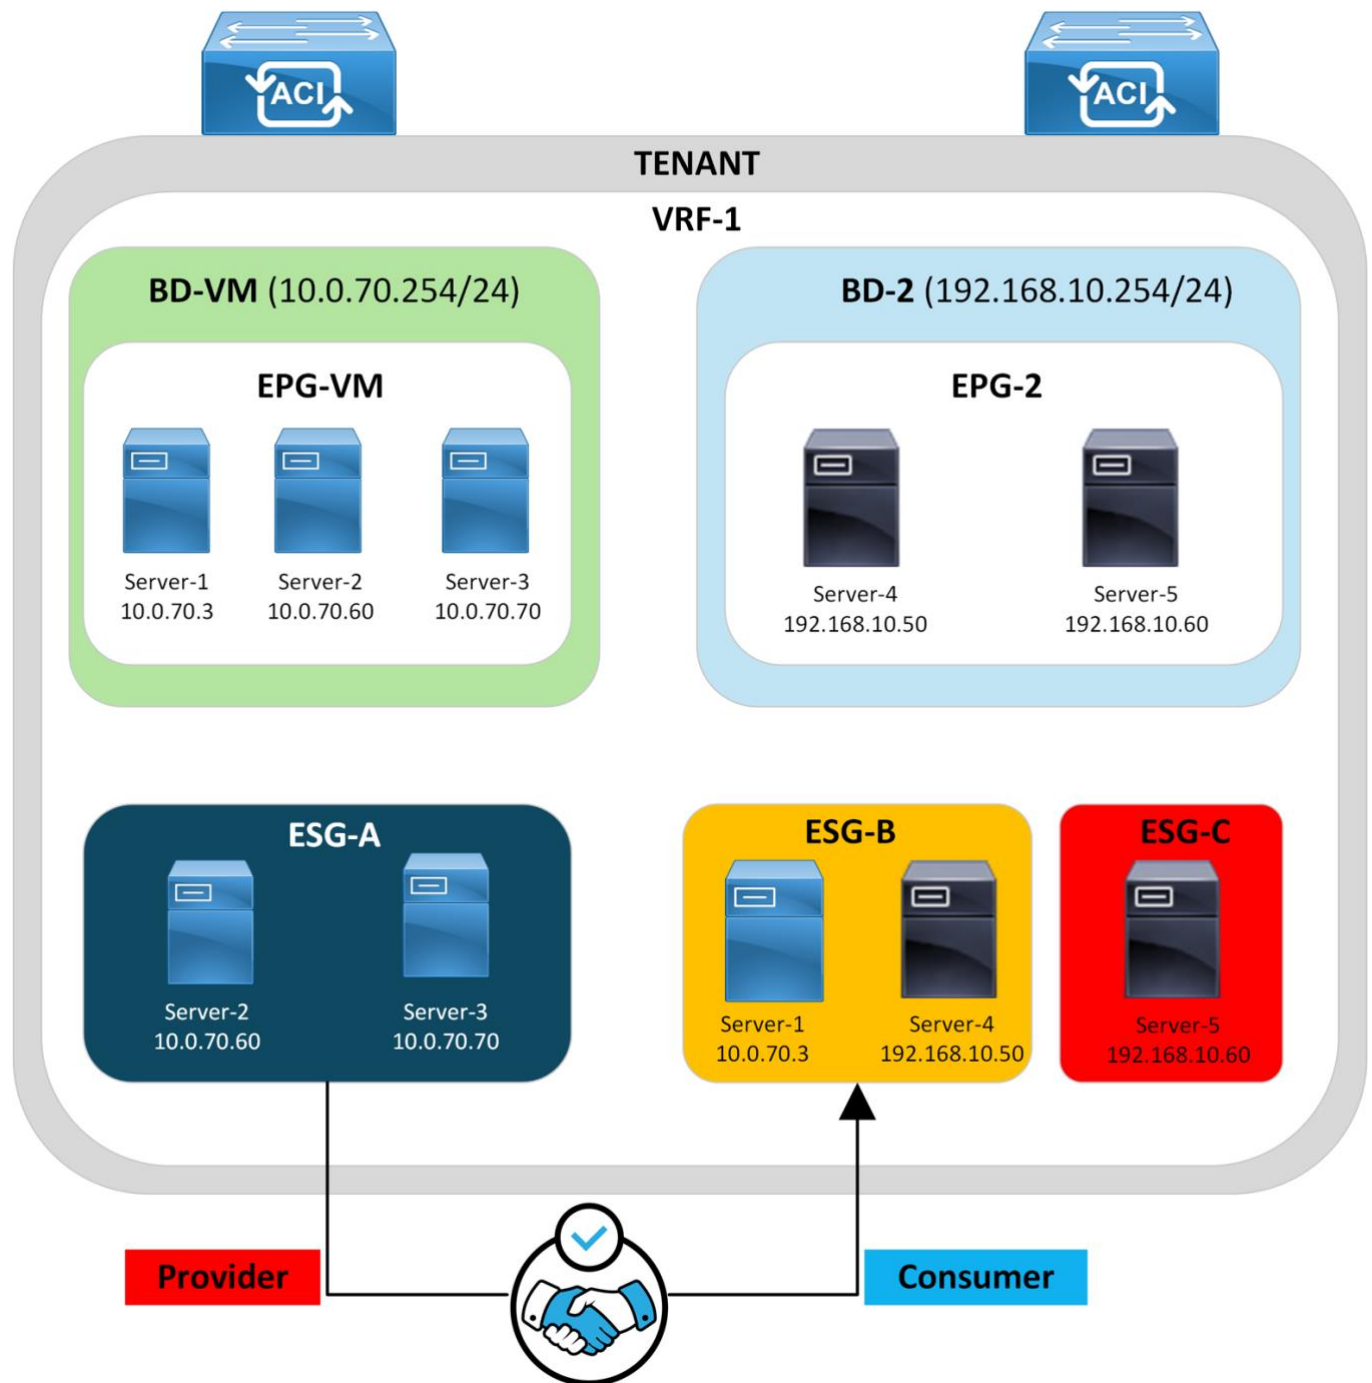 ACI
ACI
TENANT
VRF-1
BD-VM (10.0.70.254/24)
EPG-VM
Server-1
10.0.70.3
Server-2
10.0.70.60
Server-3
10.0.70.70
BD-2 (192.168.10.254/24)
EPG-2
Server-4
192.168.10.50
Server-5
192.168.10.60
ESG-A
Server-2
10.0.70.60
Server-3
10.0.70.70
ESG-B
Server-1
10.0.70.3
Server-4
192.168.10.50
ESG-C
Server-5
192.168.10.60
Provider
Consumer